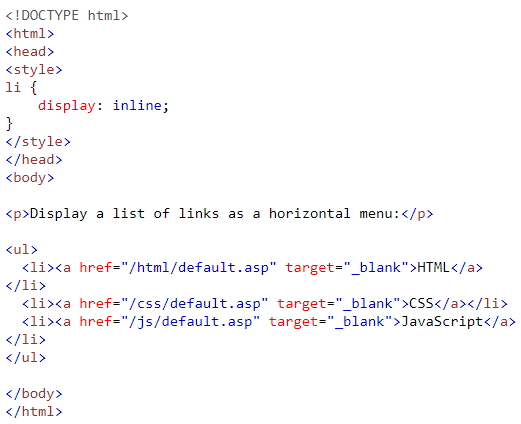 <!DOCTYPE html>
<html>
<head>
<style>
li {
    display: inline;
}
</style>
</head>
<body>

<p>Display a list of links as a horizontal menu:</p>

<ul>
  <li><a href="/html/default.asp" target="_blank">HTML</a>
</li>
  <li><a href="/css/default.asp" target="_blank">CSS</a></li>
  <li><a href="/js/default.asp" target="_blank">JavaScript</a>
</li>
</ul>

</body>
</html>